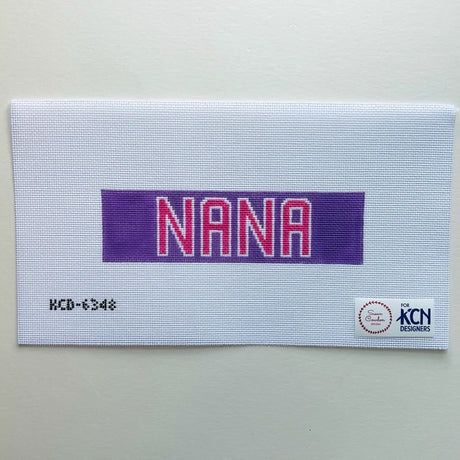 NANA
KCD-6348
FOR
KCN
DESIGNERS